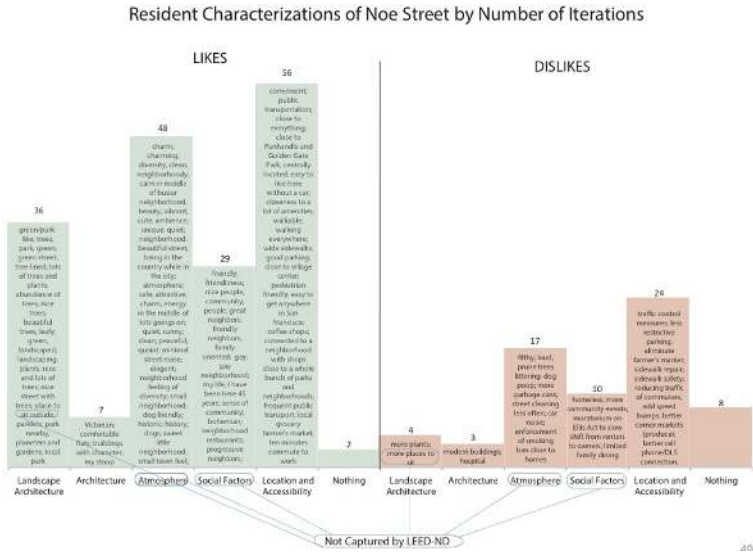 Resident Characterizations of Noe Street by Number of Iterations
LIKES
DISLIKES
36
green/park
like; trees,
park, green;
green street;
tree-lined; lots
of trees and
plants,
abundance of
trees; nice
trees,
beautiful
trees, leafy;
green,
landscaped;
landscaping;
plants; nice
and lots of
trees; nice
street with
trees; place to
sit outside/
parklets; park
nearby,
planters and
gardens, local
park
7
Victorian;
comfortable
flats; buildings
with character;
my stoop
48
charm;
charming,
diversity, clean;
neighborhoody,
calm in middle
of busier
neighborhood,
beauty, vibrant,
cute, ambience,
unique, quiet;
neighborhood,
beautiful street,
living in the
country while in
the city;
atmosphere;
safe, attractive,
charm, energy
in the middle of
lots goings on;
quiet; sunny;
clean; peaceful,
quaint, minimal
street noise;
elegant;
neighborhood
feeling of
diversity; small
neighborhood,
dog friendly;
historic; history,
dogs, sweet
little
neighborhood,
small town feel;
29
friendly,
friendliness;
nice people,
community,
people, great
neighbors;
friendly
neighbors,
family
oriented; gay;
gay
neighborhood;
my life, I have
been here 45
years, sense of
community,
bohemian;
neighborhood
restaurants;
progressive
neighbors;
56
convenient;
public
transportation;
close to
everything;
close to
Panhandle and
Golden Gate
Park, centrally
located, easy to
live here
without a car;
closeness to a
lot of amenities;
walkable;
walking
everywhere;
wide sidewalks;
good parking,
close to village
center;
pedestrian
friendly; easy to
get anywhere
in San
Francisco;
coffee shops;
connected to a
neighborhood
with shops
close to a whole
bunch of parks
and
neighborhoods;
frequent public
transport; local
grocery
farmer's market;
ten minutes
commute to
work
2
4
more plants;
more places to
sit
3
modern buildings;
hospital
17
filthy; loud;
prune trees
littering; dog
poop; more
garbage cans;
street cleaning
less often; car
noise;
enforcement
of smoking
ban close to
homes
10
homeless; more
community events;
moratorium on
Ellis Act to slow
shift from renters
to owners; limited
family dining
24
traffic control
measures; less
restrictive
parking;
eliminate
farmer's market;
sidewalk repair;
sidewalk safety;
reducing traffic
of commuters;
add speed
bumps; better
corner markets
(produce);
better cell
phone/DLS
connection;
8
Landscape Architecture
Architecture
Atmosphere
Social Factors
Location and Accessibility
Nothing
Landscape Architecture
Architecture
Atmosphere
Social Factors
Location and Accessibility
Nothing
Not Captured by LEED-ND
49